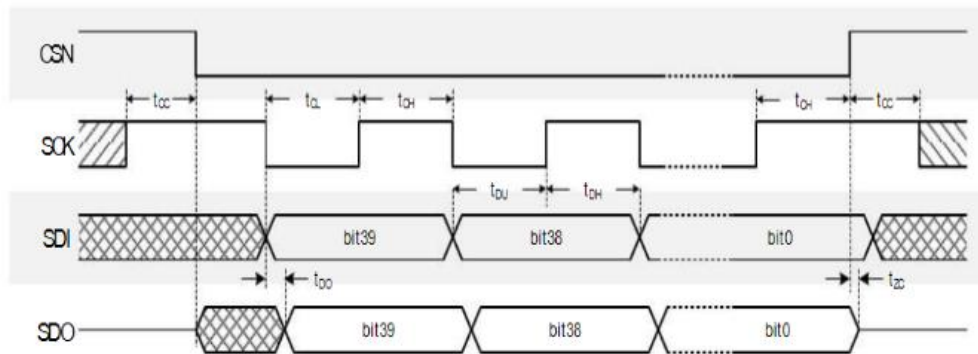 CSN
tCC tCL tCH tCH tCC
SCK
tDU tDH
SDI bit39 bit38 bit0
tDO tZC
SDO bit39 bit38 bit0